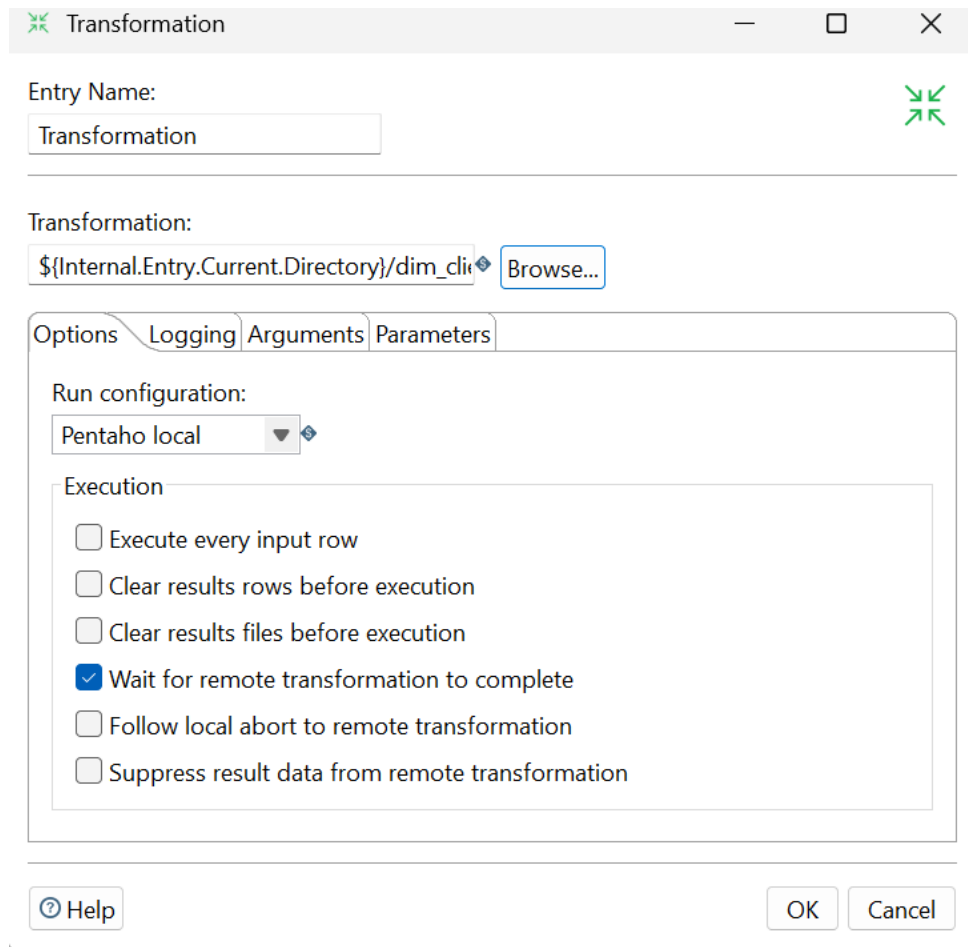 Transformation
Entry Name:
Transformation
Transformation:
${Internal.Entry.Current.Directory}/dim_clie
Browse...
Options Logging Arguments Parameters
Run configuration:
Pentaho local
Execution
Execute every input row
Clear results rows before execution
Clear results files before execution
Wait for remote transformation to complete
Follow local abort to remote transformation
Suppress result data from remote transformation
Help OK Cancel